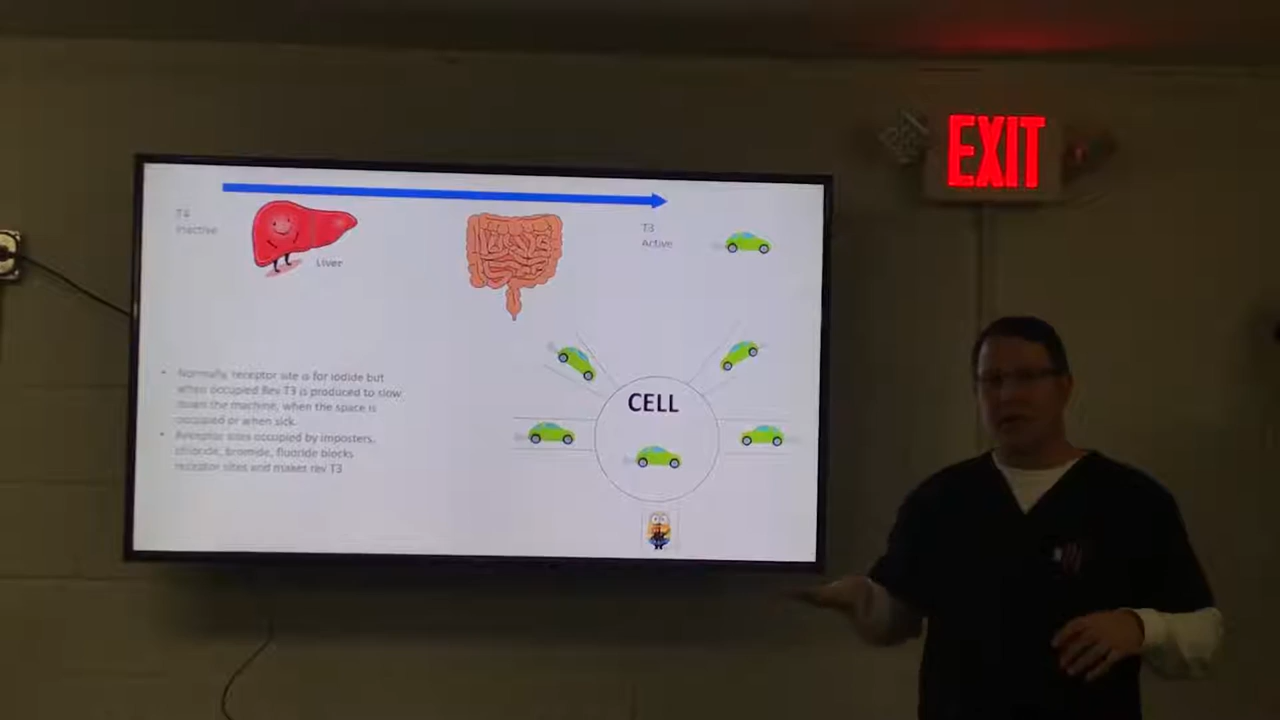 EXIT
T4
Inactive
Liver
T3
Active
• Normally receptor site is for iodide but
when occupied Rev T3 is produced to slow
down the machine, when the space is
occupied or when sick.
• Receptor sites occupied by imposters,
chloride, bromide, fluoride blocks
receptor sites and makes rev T3
CELL